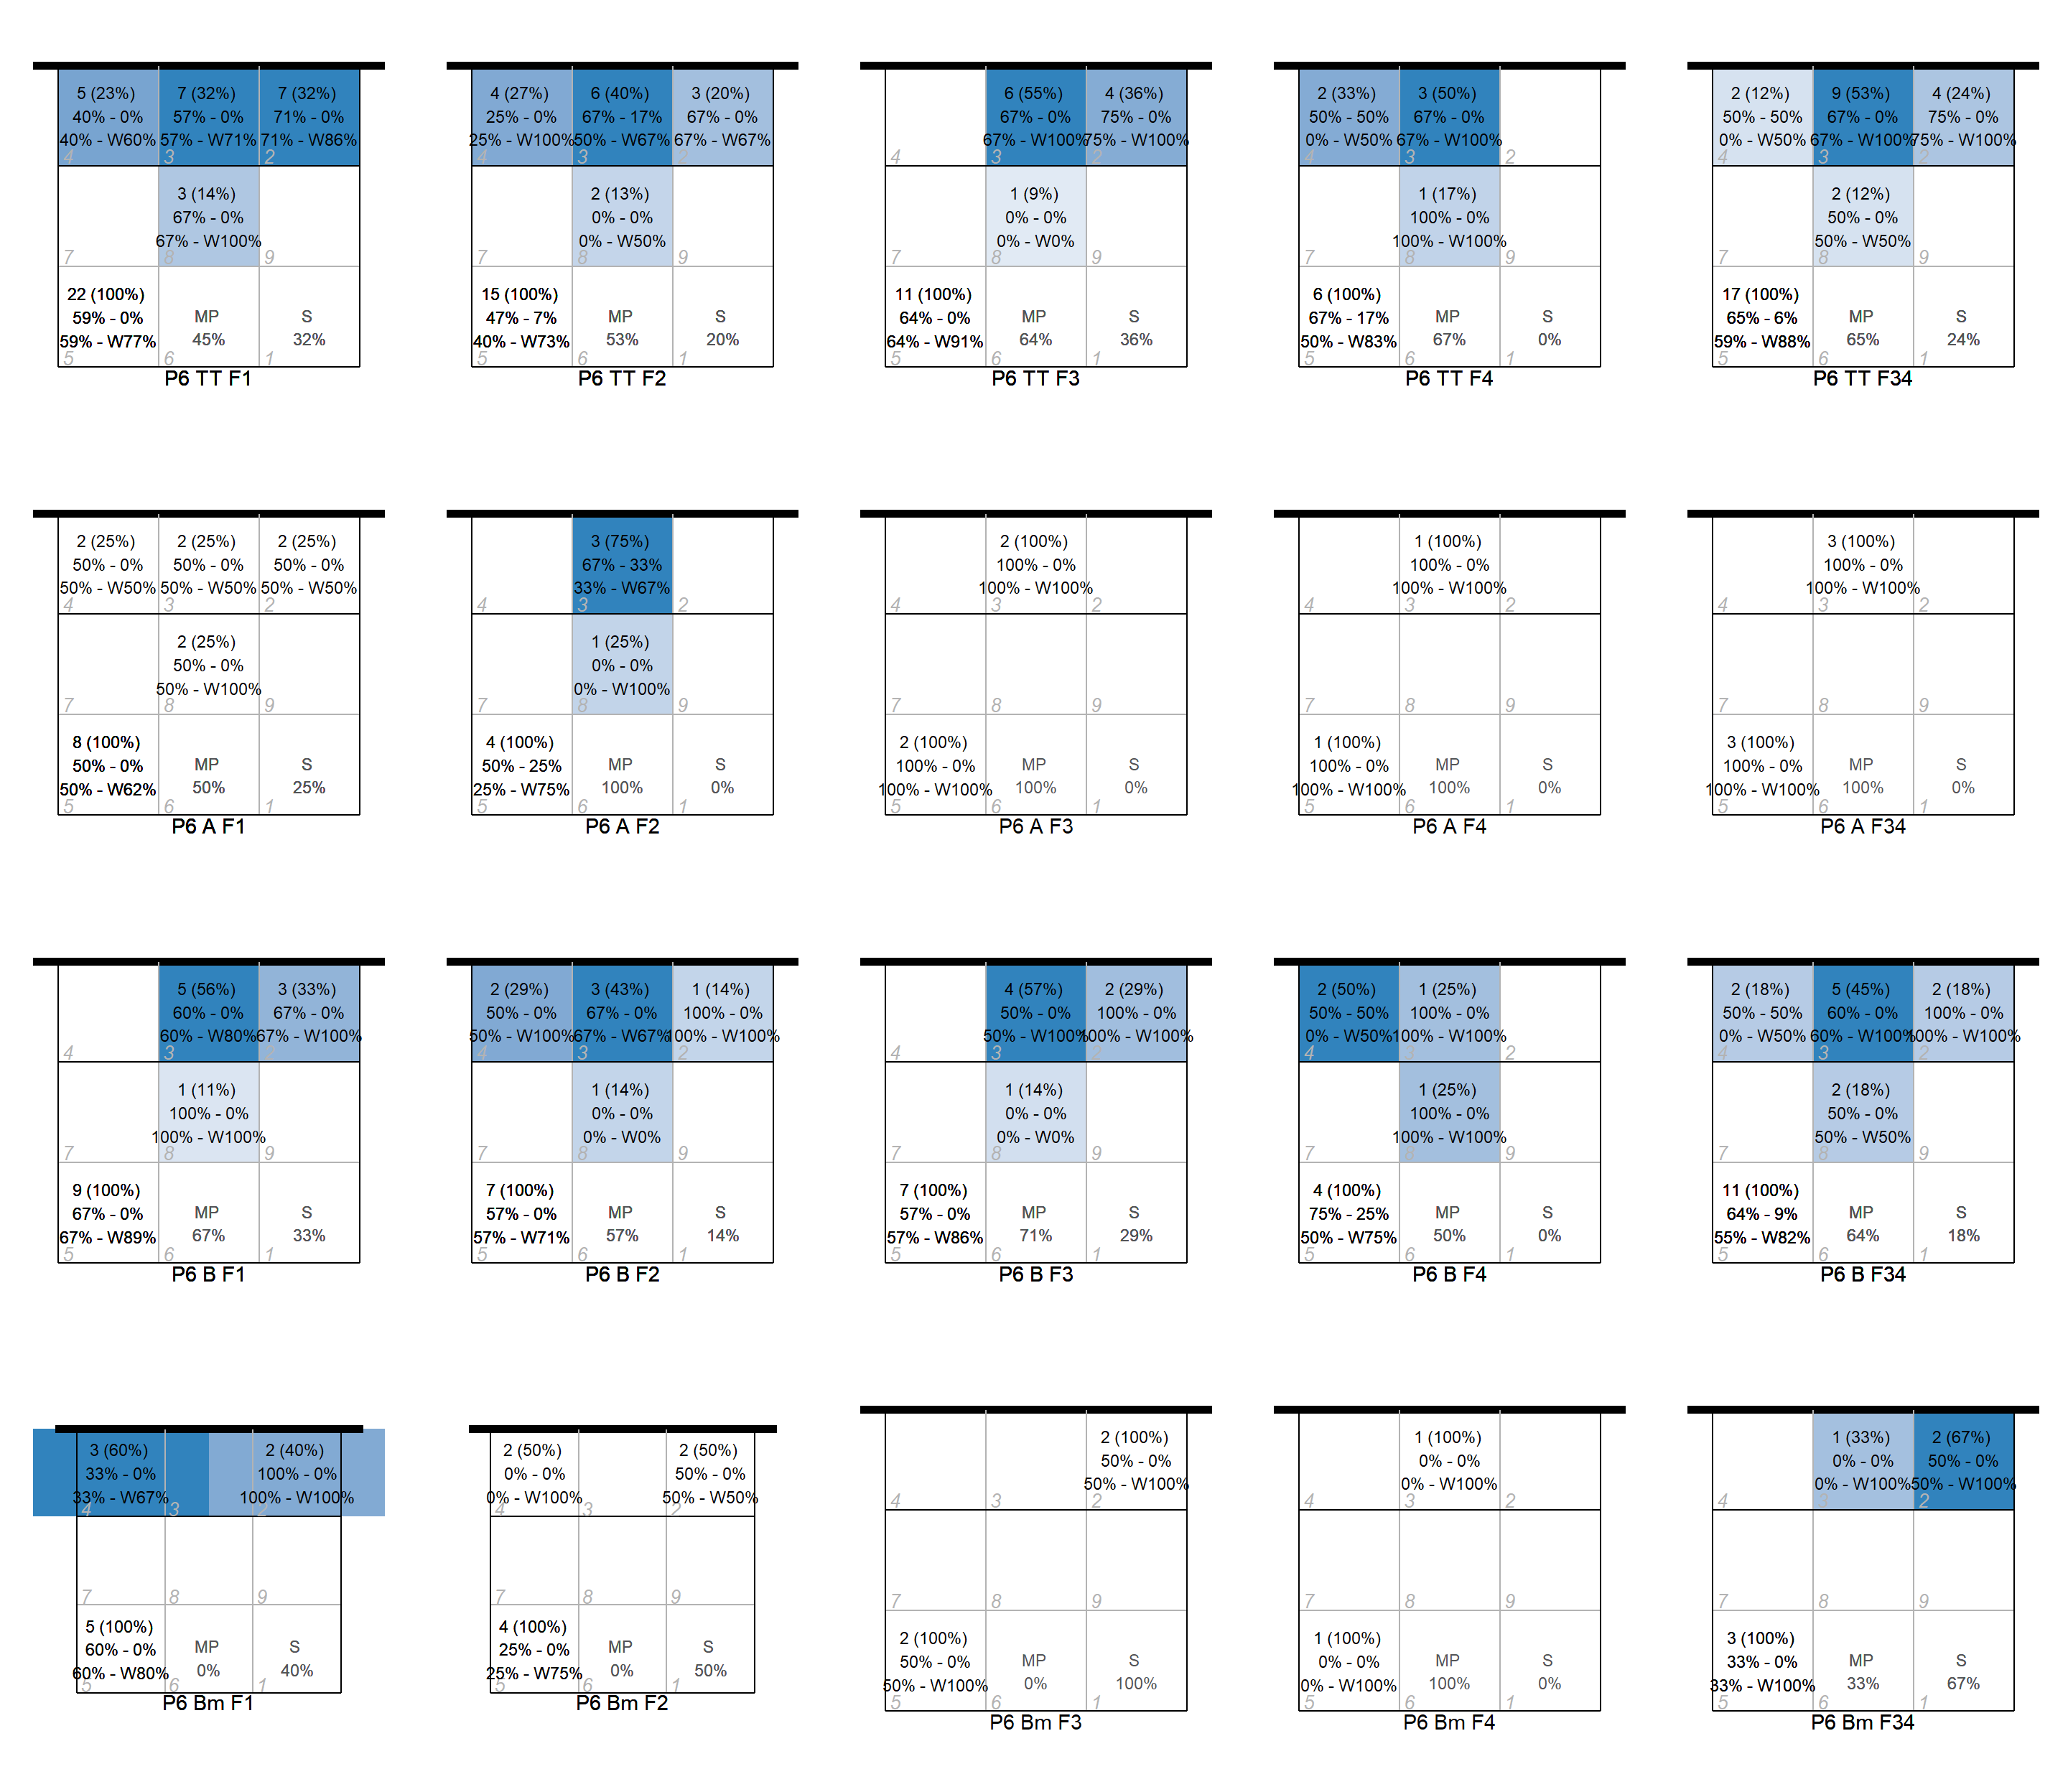 5 (23%) 7 (32%) 7 (32%)
40% - 0% 57% - 0% 71% - 0%
40% - W60% 57% - W71% 71% - W86%
4 3 2
3 (14%)
67% - 0%
67% - W100%
7 8 9
22 (100%)
59% - 0% MP S
59% - W77% 45% 32%
5 6 1
P6 TT F1
4 (27%) 6 (40%) 3 (20%)
25% - 0% 67% - 17% 67% - 0%
25% - W100% 50% - W67% 67% - W67%
4 3 2
2 (13%)
0% - 0%
0% - W50%
7 8 9
15 (100%)
47% - 7% MP S
40% - W73% 53% 20%
5 6 1
P6 TT F2
6 (55%) 4 (36%)
67% - 0% 75% - 0%
67% - W100% 75% - W100%
4 3 2
1 (9%)
0% - 0%
0% - W0%
7 8 9
11 (100%)
64% - 0% MP S
64% - W91% 64% 36%
5 6 1
P6 TT F3
2 (33%) 3 (50%)
50% - 50% 67% - 0%
0% - W50% 67% - W100%
4 3 2
1 (17%)
100% - 0%
100% - W100%
7 8 9
6 (100%)
67% - 17% MP S
50% - W83% 67% 0%
5 6 1
P6 TT F4
2 (12%) 9 (53%) 4 (24%)
50% - 50% 67% - 0% 75% - 0%
0% - W50% 67% - W100% 75% - W100%
4 3 2
2 (12%)
50% - 0%
50% - W50%
7 8 9
17 (100%)
65% - 6% MP S
59% - W88% 65% 24%
5 6 1
P6 TT F34
2 (25%) 2 (25%) 2 (25%)
50% - 0% 50% - 0% 50% - 0%
50% - W50% 50% - W50% 50% - W50%
4 3 2
2 (25%)
50% - 0%
50% - W100%
7 8 9
8 (100%)
50% - 0% MP S
50% - W62% 50% 25%
5 6 1
P6 A F1
3 (75%)
67% - 33%
33% - W67%
4 3 2
1 (25%)
0% - 0%
0% - W100%
7 8 9
4 (100%)
50% - 25% MP S
25% - W75% 100% 0%
5 6 1
P6 A F2
2 (100%)
100% - 0%
100% - W100%
4 3 2
7 8 9
2 (100%)
100% - 0% MP S
100% - W100% 100% 0%
5 6 1
P6 A F3
1 (100%)
100% - 0%
100% - W100%
4 3 2
7 8 9
1 (100%)
100% - 0% MP S
100% - W100% 100% 0%
5 6 1
P6 A F4
3 (100%)
100% - 0%
100% - W100%
4 3 2
7 8 9
3 (100%)
100% - 0% MP S
100% - W100% 100% 0%
5 6 1
P6 A F34
5 (56%) 3 (33%)
60% - 0% 67% - 0%
60% - W80% 67% - W100%
4 3 2
1 (11%)
100% - 0%
100% - W100%
7 8 9
9 (100%)
67% - 0% MP S
67% - W89% 67% 33%
5 6 1
P6 B F1
2 (29%) 3 (43%) 1 (14%)
50% - 0% 67% - 0% 100% - 0%
50% - W100% 67% - W67% 100% - W100%
4 3 2
1 (14%)
0% - 0%
0% - W0%
7 8 9
7 (100%)
57% - 0% MP S
57% - W71% 57% 14%
5 6 1
P6 B F2
4 (57%) 2 (29%)
50% - 0% 100% - 0%
50% - W100% 100% - W100%
4 3 2
1 (14%)
0% - 0%
0% - W0%
7 8 9
7 (100%)
57% - 0% MP S
57% - W86% 71% 29%
5 6 1
P6 B F3
2 (50%) 1 (25%)
50% - 50% 100% - 0%
0% - W50% 100% - W100%
4 3 2
1 (25%)
100% - 0%
100% - W100%
7 8 9
4 (100%)
75% - 25% MP S
50% - W75% 50% 0%
5 6 1
P6 B F4
2 (18%) 5 (45%) 2 (18%)
50% - 50% 60% - 0% 100% - 0%
0% - W50% 60% - W100% 100% - W100%
4 3 2
2 (18%)
50% - 0%
50% - W50%
7 8 9
11 (100%)
64% - 9% MP S
55% - W82% 64% 18%
5 6 1
P6 B F34
3 (60%) 2 (40%)
33% - 0% 100% - 0%
33% - W67% 100% - W100%
4 3 2
7 8 9
5 (100%)
60% - 0% MP S
60% - W80% 0% 40%
5 6 1
P6 Bm F1
2 (50%) 2 (50%)
0% - 0% 50% - 0%
0% - W100% 50% - W50%
4 3 2
7 8 9
4 (100%)
25% - 0% MP S
25% - W75% 0% 50%
5 6 1
P6 Bm F2
2 (100%)
50% - 0%
50% - W100%
4 3 2
7 8 9
2 (100%)
50% - 0% MP S
50% - W100% 0% 100%
5 6 1
P6 Bm F3
1 (100%)
0% - 0%
0% - W100%
4 3 2
7 8 9
1 (100%)
0% - 0% MP S
0% - W100% 100% 0%
5 6 1
P6 Bm F4
1 (33%) 2 (67%)
0% - 0% 50% - 0%
0% - W100% 50% - W100%
4 3 2
7 8 9
3 (100%)
33% - 0% MP S
33% - W100% 33% 67%
5 6 1
P6 Bm F34